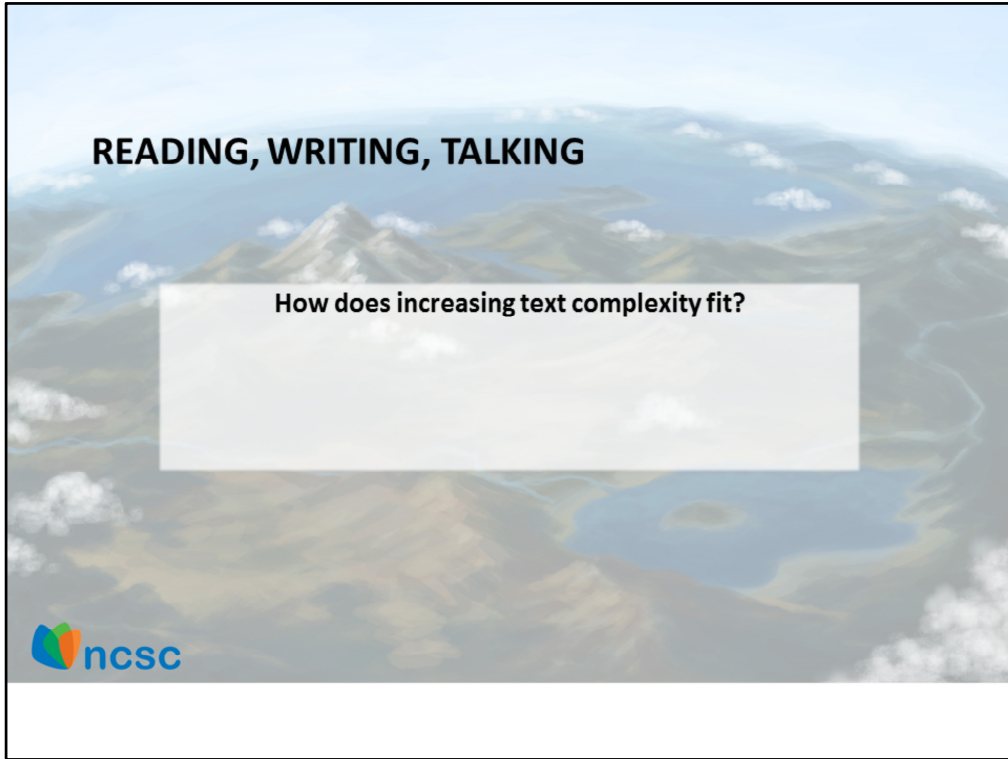 READING, WRITING, TALKING
How does increasing text complexity fit?
ncsc